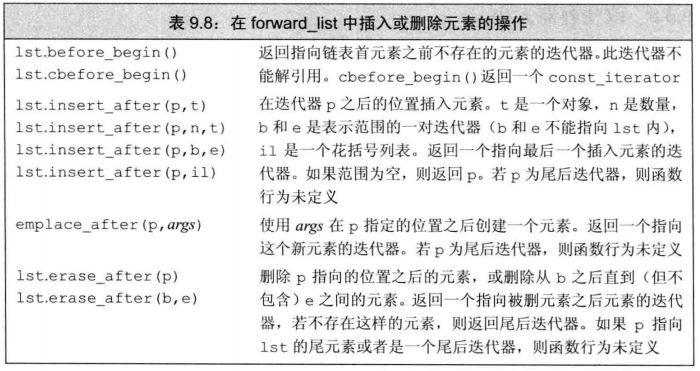 表 9.8：在 forward_list 中插入或删除元素的操作
lst.before_begin() 返回指向链表首元素之前不存在的元素的迭代器。此迭代器
lst.cbefore_begin() 不能解引用。cbefore_begin()返回一个 const_iterator
lst.insert_after(p,t) 在迭代器 p 之后的位置插入元素。t 是一个对象，n 是数量，
lst.insert_after(p,n,t) b 和 e 是表示范围的一对迭代器（b 和 e 不能指向 lst 内），
lst.insert_after(p,b,e) il 是一个花括号列表。返回一个指向最后一个插入元素的迭
lst.insert_after(p,il) 代器。如果范围为空，则返回 p。若 p 为尾后迭代器，则函数
行为未定义
emplace_after(p,args) 使用 args 在 p 指定的位置之后创建一个元素。返回一个指向
这个新元素的迭代器。若 p 为尾后迭代器，则函数行为未定义
lst.erase_after(p) 删除 p 指向的位置之后的元素，或删除从 b 之后直到（但不
lst.erase_after(b,e) 包含）e 之间的元素。返回一个指向被删元素之后元素的迭代
器，若不存在这样的元素，则返回尾后迭代器。如果 p 指向
lst 的尾元素或者是一个尾后迭代器，则函数行为未定义